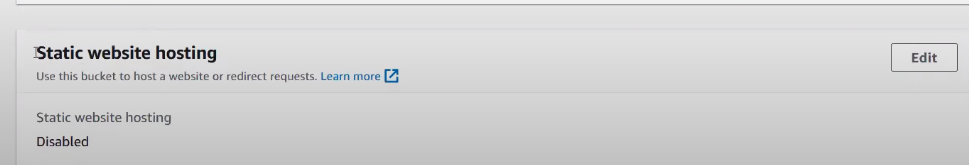 Static website hosting
Edit
Use this bucket to host a website or redirect requests. Learn more
Static website hosting
Disabled